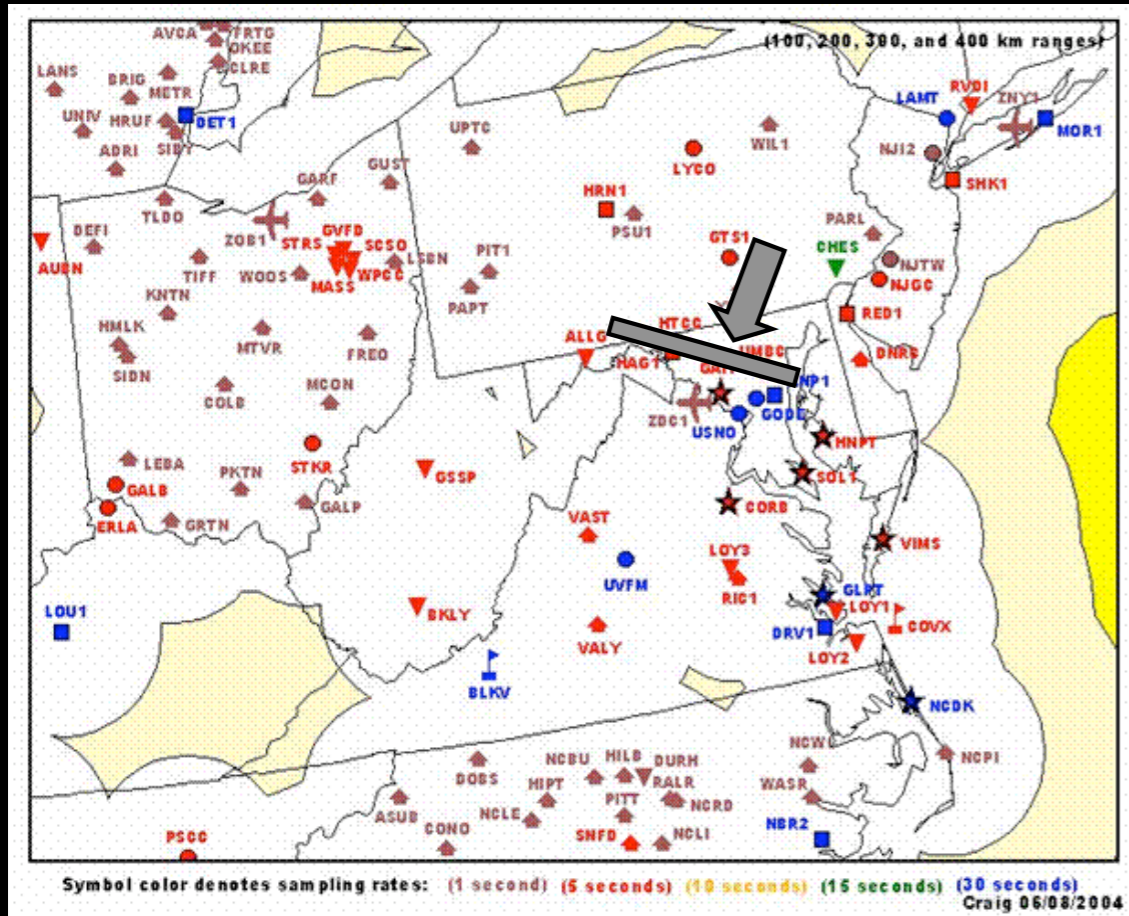 (100, 200, 300, and 400 km ranges)
AVCA
FRTG
OKEE
CLRE
LANS
BRIG
METR
UNIV
HRUF
DET1
SIBY
ADRI
UPTC
WIL1
LYCO
LAMT
RVDI
ZNY1
MOR1
NJI2
SHK1
GUST
GARF
TLDO
HRN1
PSU1
PARL
DEFI
ZOB1
GVFD
STRS
SCSO
LSBN
AUBN
TIFF
WOOS
MASS
WPCC
PIT1
PAPT
GTS1
CHES
NJTW
NJGC
KNTN
HMLK
SIDN
MTVR
FREO
ALLG
HTCC
HAG1
UMBC
RED1
DNRC
COLB
MCON
ZDC1
USNO
GODE
NP1
HNPT
LEBA
GALB
ERLA
PKTN
GRTN
STKR
GALP
GSSP
SOL1
CORB
VAST
VIMS
LOY3
RIC1
UVFM
GLPT
LOY1
COVX
LOU1
BKLY
VALY
DRV1
LOY2
BLKV
NCDK
DOBS
NCBU
HILB
DURH
RALR
NCW
NCPI
WASR
ASUB
NCLE
HIPT
PITT
NCRD
CONO
SNFD
NCLI
NBR2
PSCC
Symbol color denotes sampling rates: (1 second) (5 seconds) (10 seconds) (15 seconds) (30 seconds)
Craig 06/08/2004